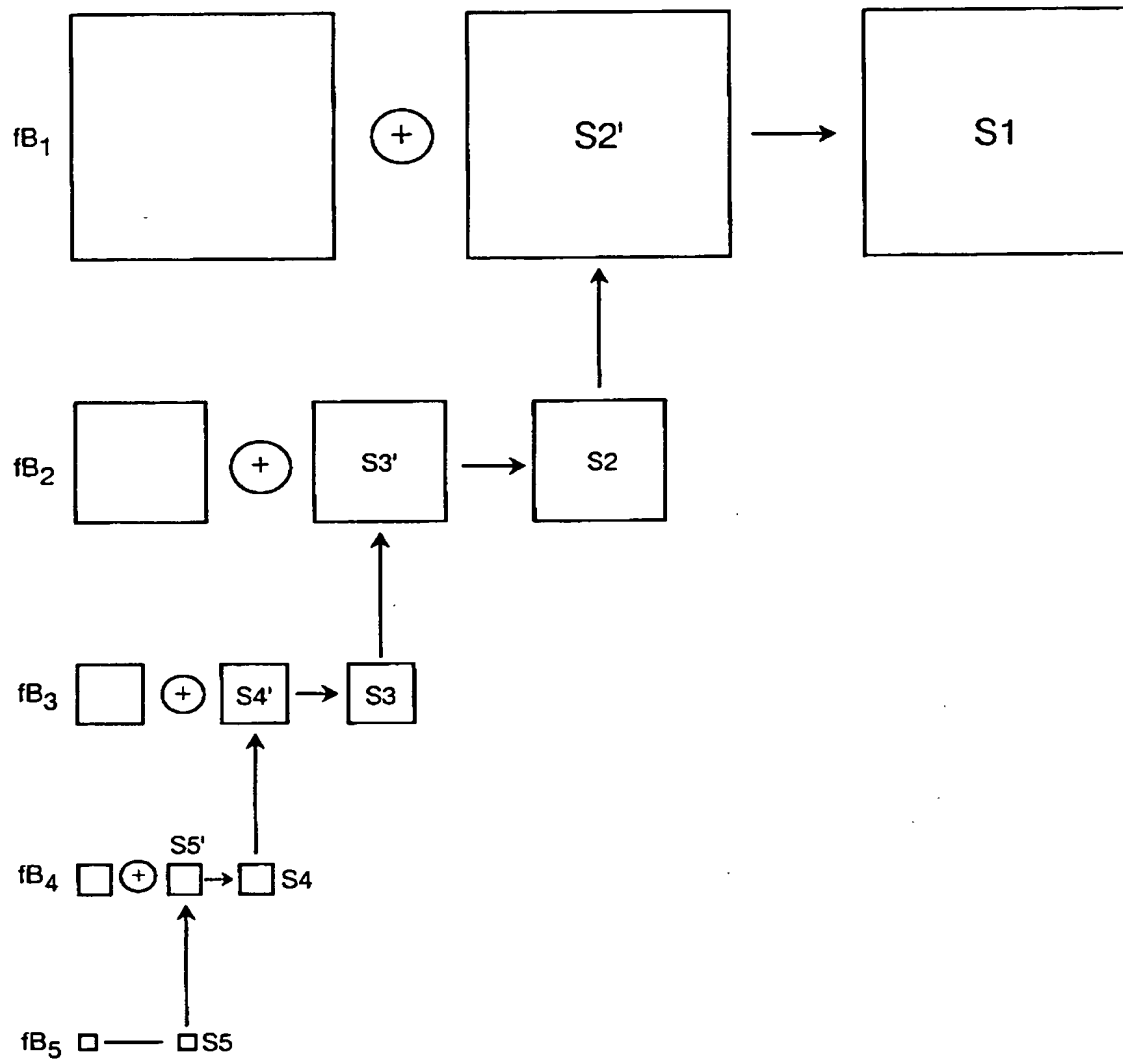 fB1 + S2' S1
fB2 + S3' S2
fB3 + S4' S3
S5'
fB4 + S4
fB5 S5